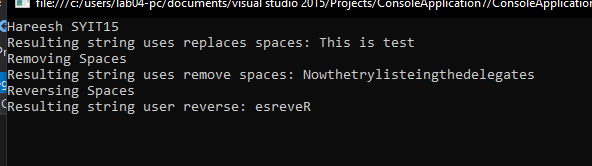 file:///c:/users/lab04-pc/documents/visual studio 2015/Projects/ConsoleApplication//ConsoleApplication
Hareesh SYIT15
Resulting string uses replaces spaces: This is test
Removing Spaces
Resulting string uses remove spaces: Nowthetrylisteingthedelegates
Reversing Spaces
Resulting string user reverse: esreveR